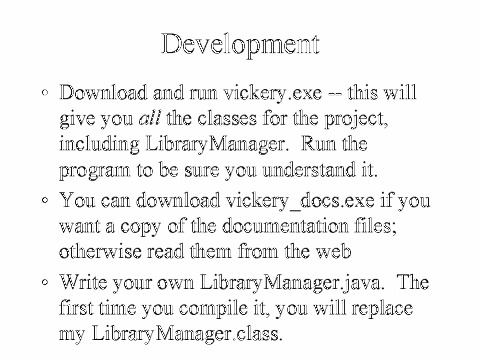 Development
• Download and run vickery.exe -- this will
give you all the classes for the project,
including LibraryManager.  Run the
program to be sure you understand it.
• You can download vickery_docs.exe if you
want a copy of the documentation files;
otherwise read them from the web
• Write your own LibraryManager.java.  The
first time you compile it, you will replace
my LibraryManager.class.